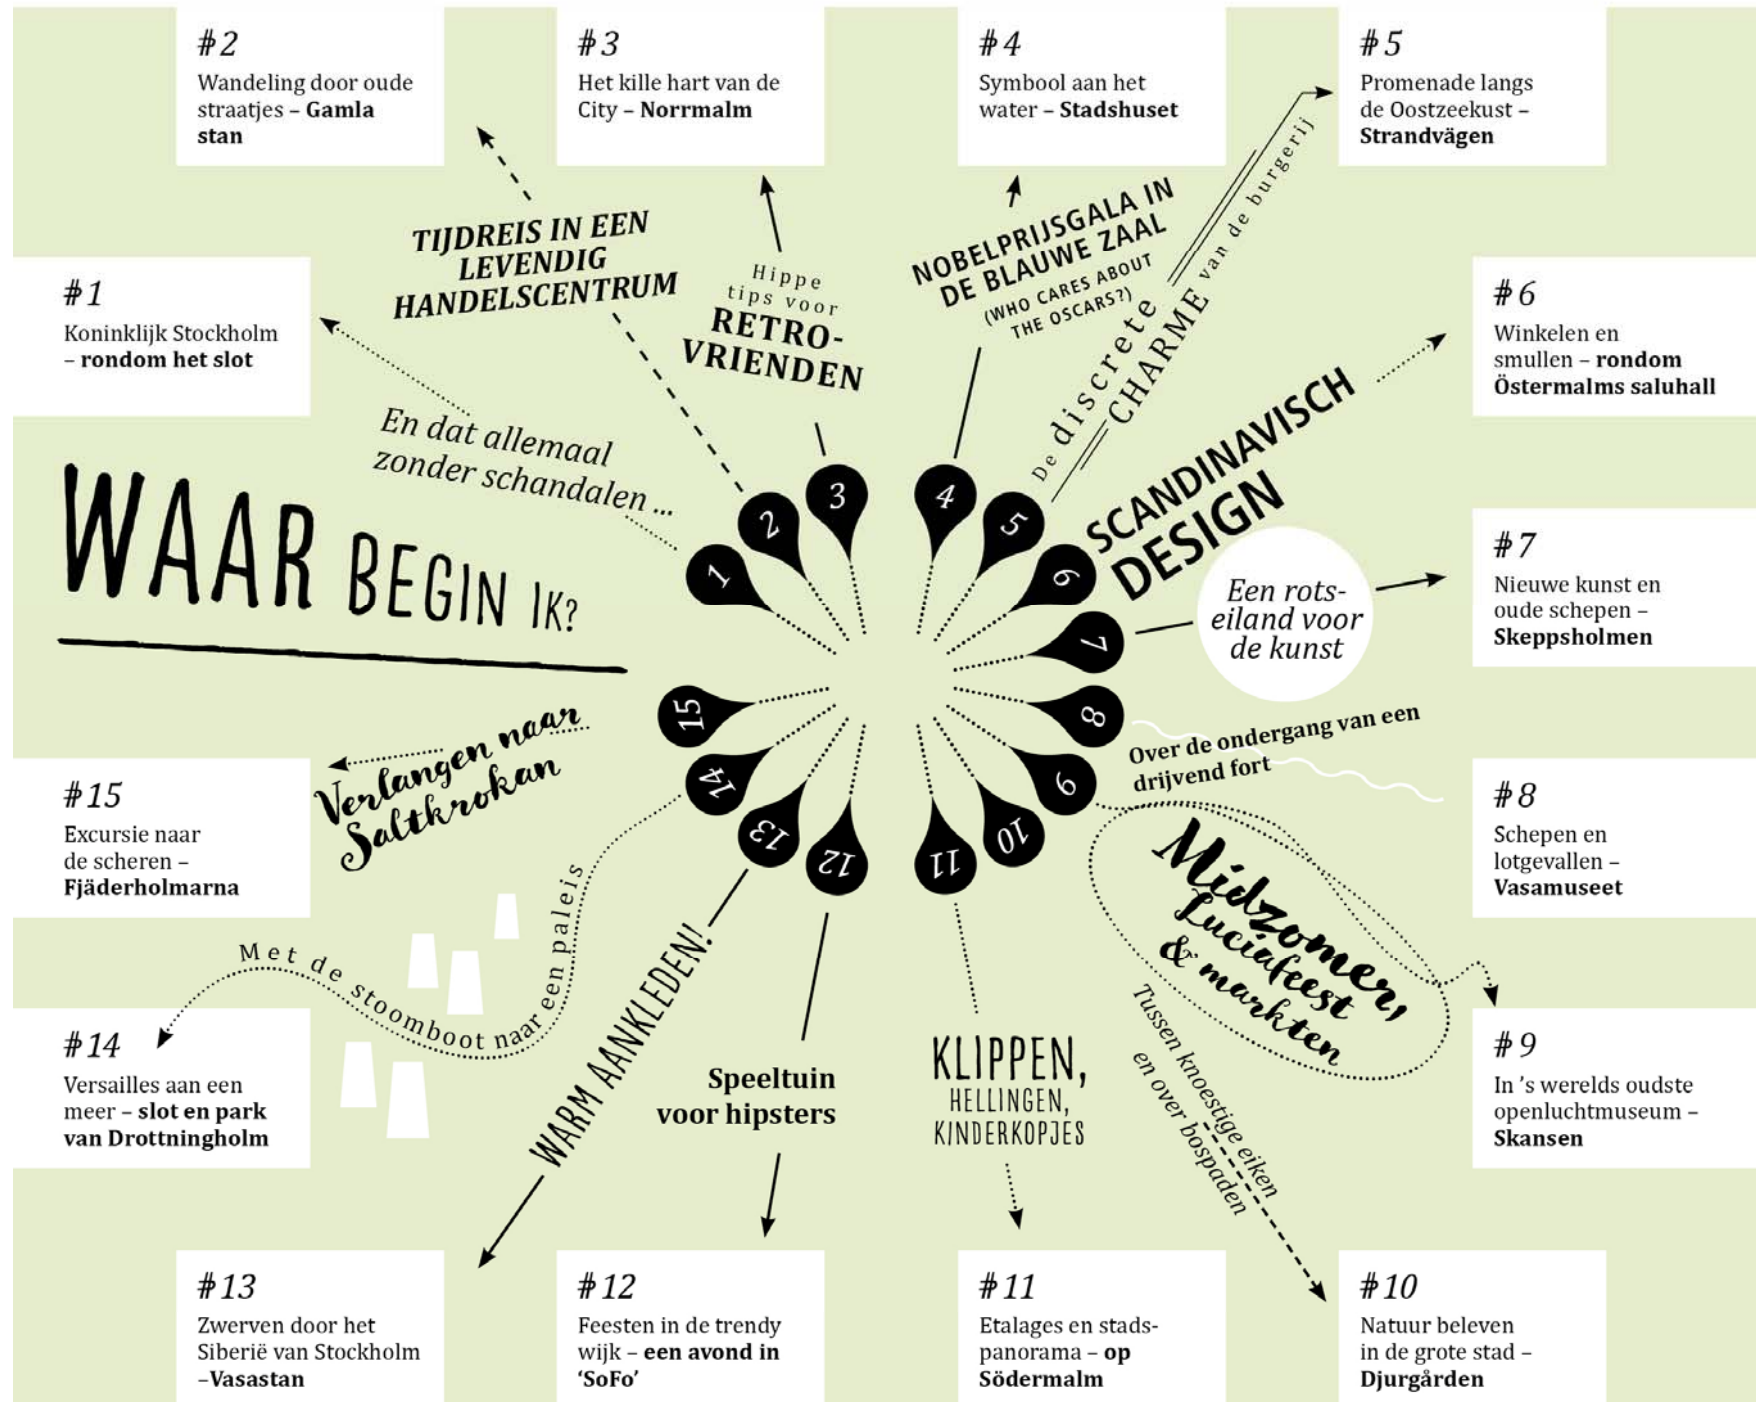 #2
Wandeling door oude
straatjes – Gamla
stan
#3
Het kille hart van de
City – Norrmalm
#4
Symbool aan het
water – Stadshuset
#5
Promenade langs
de Oostzeekust –
Strandvägen
#1
Koninklijk Stockholm
– rondom het slot
TIJDREIS IN EEN
LEVENDIG
HANDELSCENTRUM
Hippe
tips voor
RETRO-
VRIENDEN
NOBELPRIJSGALA IN
DE BLAUWE ZAAL
(WHO CARES ABOUT
THE OSCARS?)
De discrete
CHARME van de burgerij
#6
Winkelen en
smullen – rondom
Östermalms saluhall
En dat allemaal
zonder schandalen ...
SCANDINAVISCH
DESIGN
WAAR BEGIN IK?
#7
Nieuwe kunst en
oude schepen –
Skeppsholmen
Een rots-
eiland voor
de kunst
1
2
3
4
5
6
7
8
9
10
11
12
13
14
15
Over de ondergang van een
drijvend fort
#8
Schepen en
lotgevallen –
Vasamuseet
Verlangen naar
Saltkrokan
#15
Excursie naar
de scheren –
Fjäderholmarna
Midzomer,
Luciafeest
& markten
#9
In ’s werelds oudste
openluchtmuseum –
Skansen
Met de stoomboot naar een paleis
#14
Versailles aan een
meer – slot en park
van Drottningholm
WARM AANKLEDEN!
Speeltuin
voor hipsters
KLIPPEN,
HELLINGEN,
KINDERKOPJES
Tussen knoestige eiken
en over bospaden
#13
Zwerven door het
Siberië van Stockholm
–Vasastan
#12
Feesten in de trendy
wijk – een avond in
‘SoFo’
#11
Etalages en stads-
panorama – op
Södermalm
#10
Natuur beleven
in de grote stad –
Djurgården